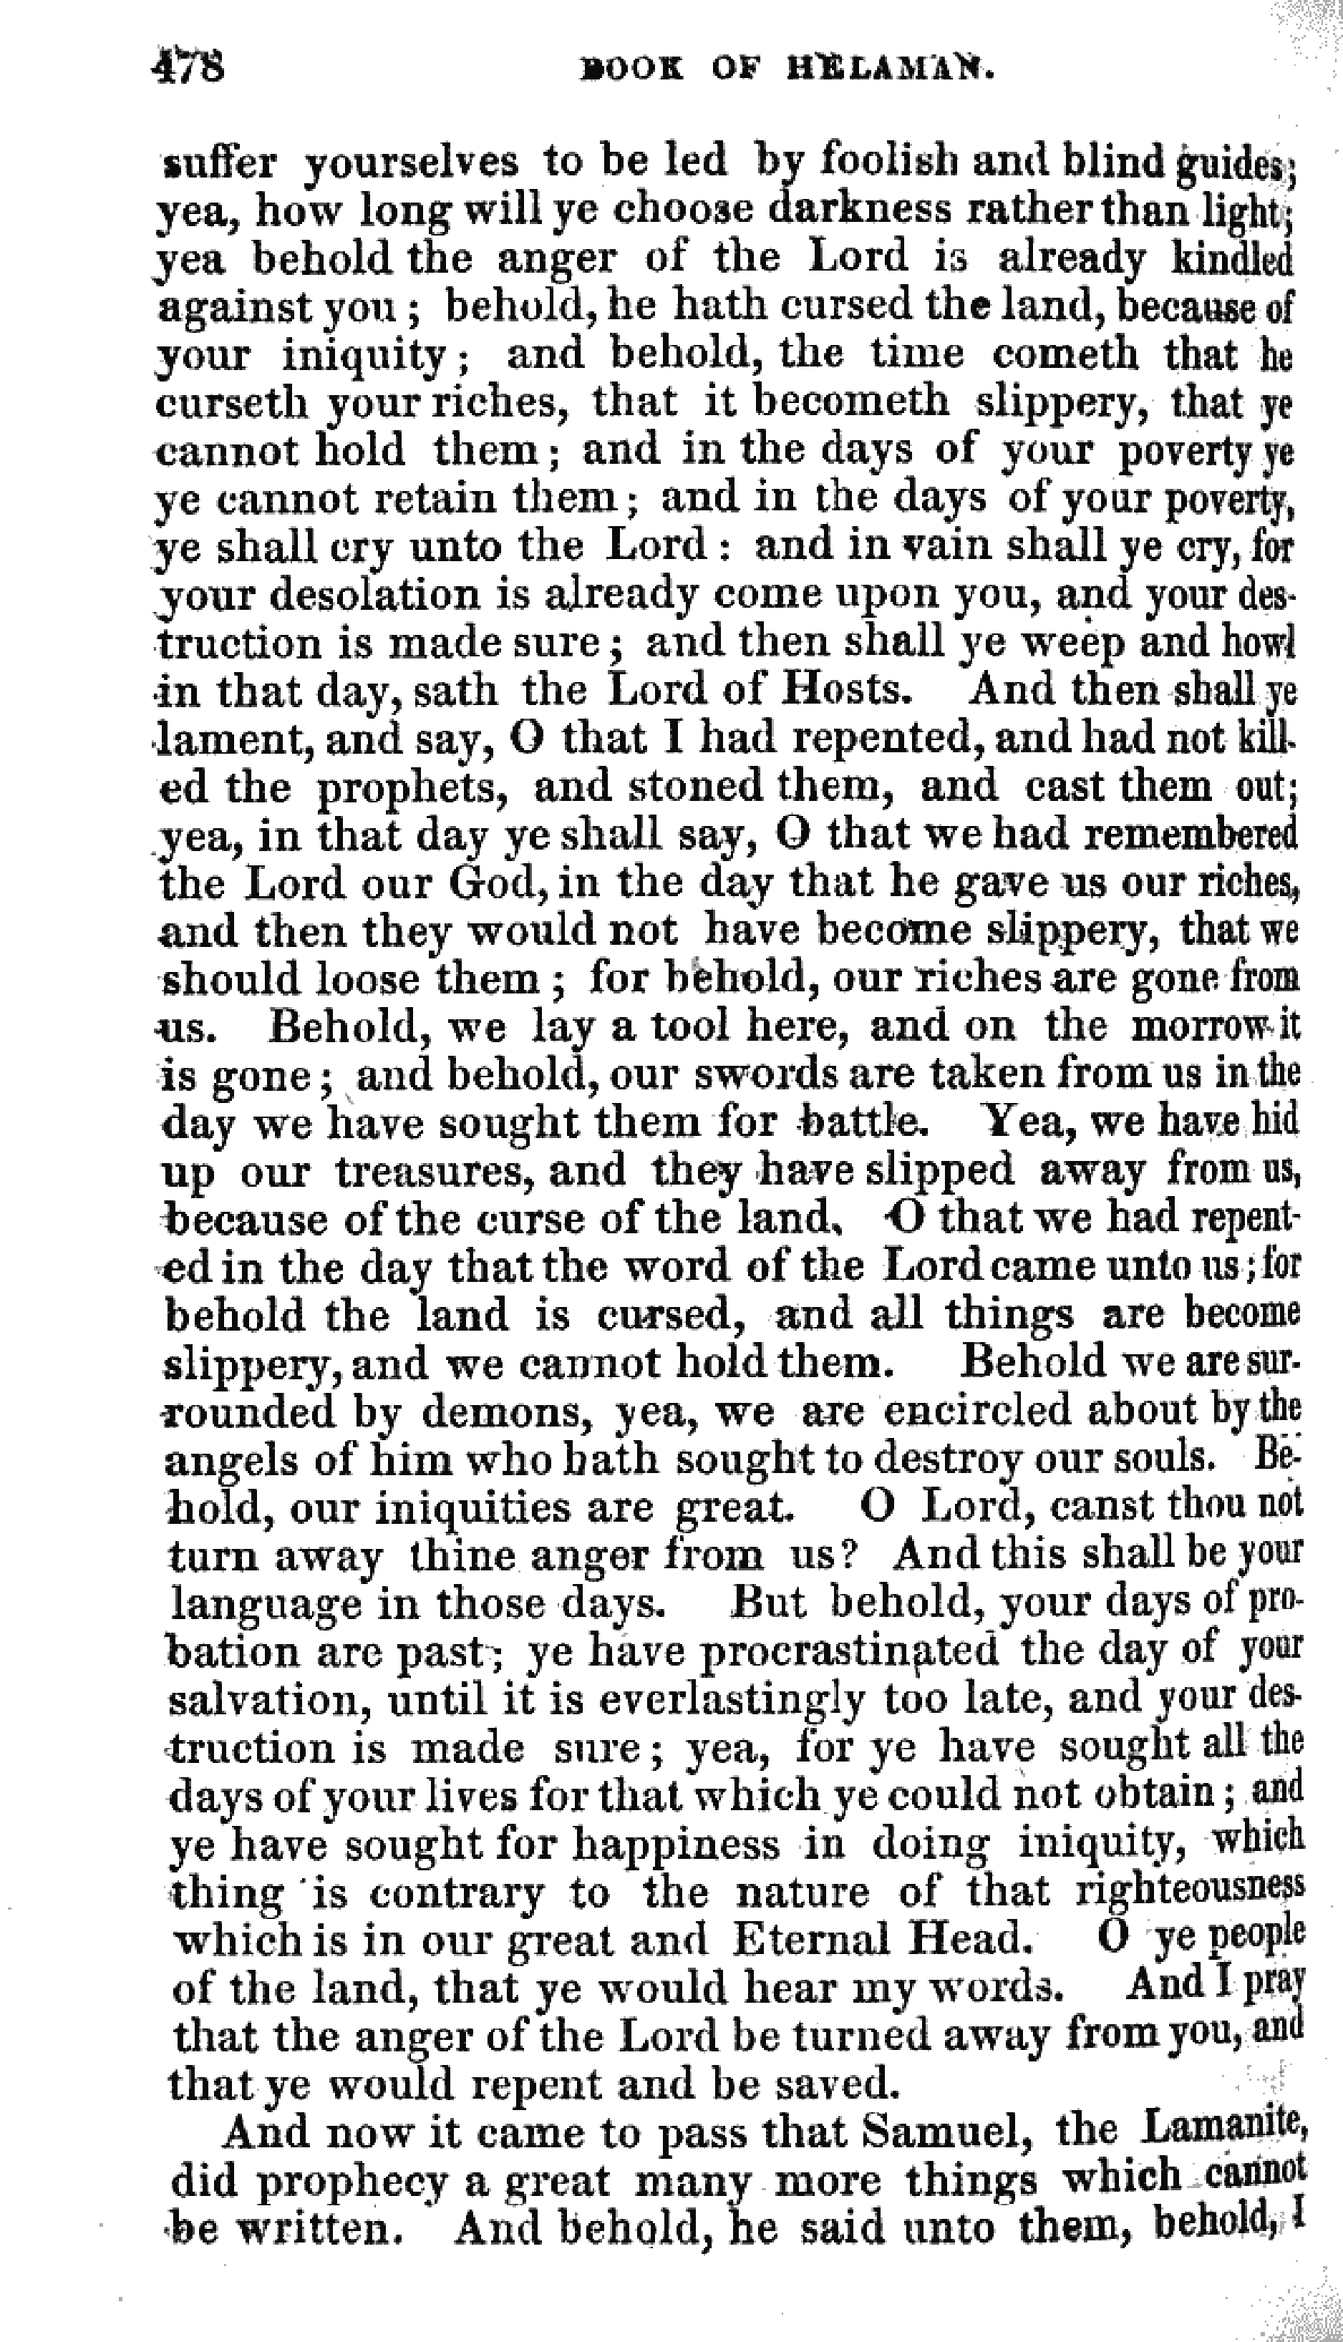 478 BOOK OF HELAMAN.
suffer yourselves to be led by foolish and blind guides;
yea, how long will ye choose darkness rather than light;
yea behold the anger of the Lord is already kindled
against you; behold, he hath cursed the land, because of
your iniquity; and behold, the time cometh that he
curseth your riches, that it becometh slippery, that ye
cannot hold them; and in the days of your poverty ye
ye cannot retain them; and in the days of your poverty,
ye shall cry unto the Lord: and in vain shall ye cry, for
your desolation is already come upon you, and your des-
truction is made sure; and then shall ye weep and howl
in that day, sath the Lord of Hosts. And then shall ye
lament, and say, O that I had repented, and had not kill-
ed the prophets, and stoned them, and cast them out;
yea, in that day ye shall say, O that we had remembered
the Lord our God, in the day that he gave us our riches,
and then they would not have become slippery, that we
should loose them; for behold, our riches are gone from
us. Behold, we lay a tool here, and on the morrow it
is gone; and behold, our swords are taken from us in the
day we have sought them for battle. Yea, we have hid
up our treasures, and they have slipped away from us,
because of the curse of the land. O that we had repent-
ed in the day that the word of the Lord came unto us; for
behold the land is cursed, and all things are become
slippery, and we cannot hold them. Behold we are sur-
rounded by demons, yea, we are encircled about by the
angels of him who hath sought to destroy our souls. Be-
hold, our iniquities are great. O Lord, canst thou not
turn away thine anger from us? And this shall be your
language in those days. But behold, your days of pro-
bation are past; ye have procrastinated the day of your
salvation, until it is everlastingly too late, and your des-
truction is made sure; yea, for ye have sought all the
days of your lives for that which ye could not obtain; and
ye have sought for happiness in doing iniquity, which
thing is contrary to the nature of that righteousness
which is in our great and Eternal Head. O ye people
of the land, that ye would hear my words. And I pray
that the anger of the Lord be turned away from you, and
that ye would repent and be saved.
And now it came to pass that Samuel, the Lamanite,
did prophecy a great many more things which cannot
be written. And behold, he said unto them, behold, I